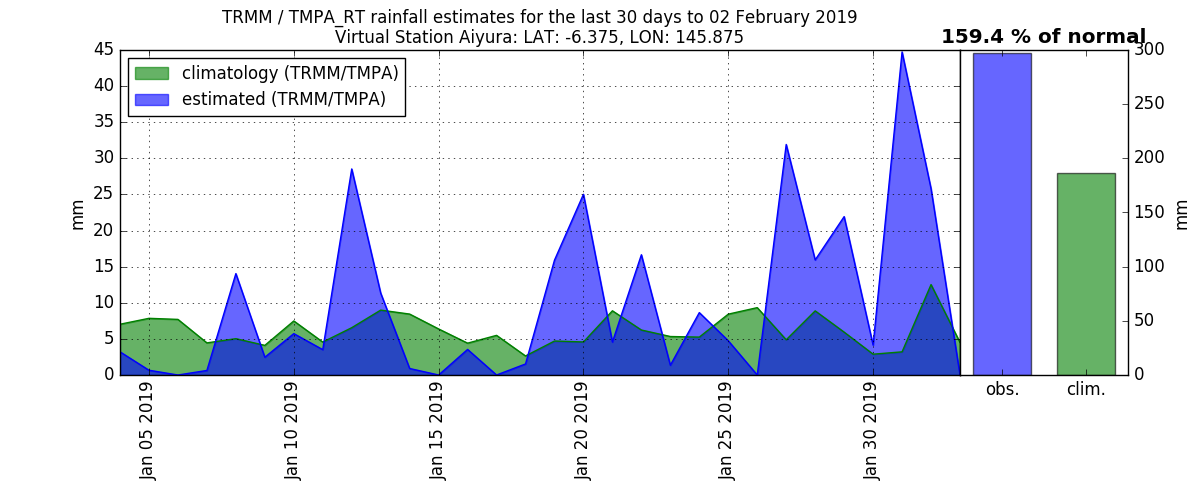 TRMM / TMPA_RT rainfall estimates for the last 30 days to 02 February 2019
Virtual Station Aiyura: LAT: -6.375, LON: 145.875
159.4 % of normal
climatology (TRMM/TMPA)
estimated (TRMM/TMPA)
45
40
35
30
25
20
15
10
5
0
mm
Jan 05 2019
Jan 10 2019
Jan 15 2019
Jan 20 2019
Jan 25 2019
Jan 30 2019
obs.
clim.
300
250
200
150
100
50
0
mm